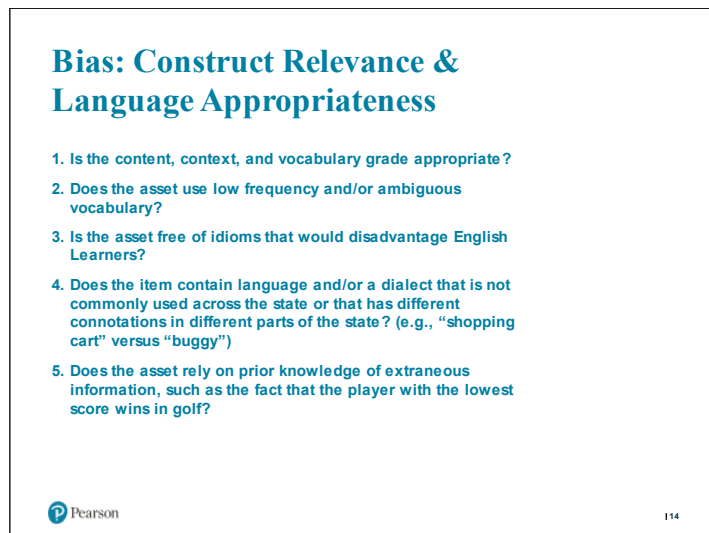 Bias: Construct Relevance &
Language Appropriateness
1. Is the content, context, and vocabulary grade appropriate?
2. Does the asset use low frequency and/or ambiguous
vocabulary?
3. Is the asset free of idioms that would disadvantage English
Learners?
4. Does the item contain language and/or a dialect that is not
commonly used across the state or that has different
connotations in different parts of the state? (e.g., “shopping
cart” versus “buggy”)
5. Does the asset rely on prior knowledge of extraneous
information, such as the fact that the player with the lowest
score wins in golf?
P Pearson
| 14